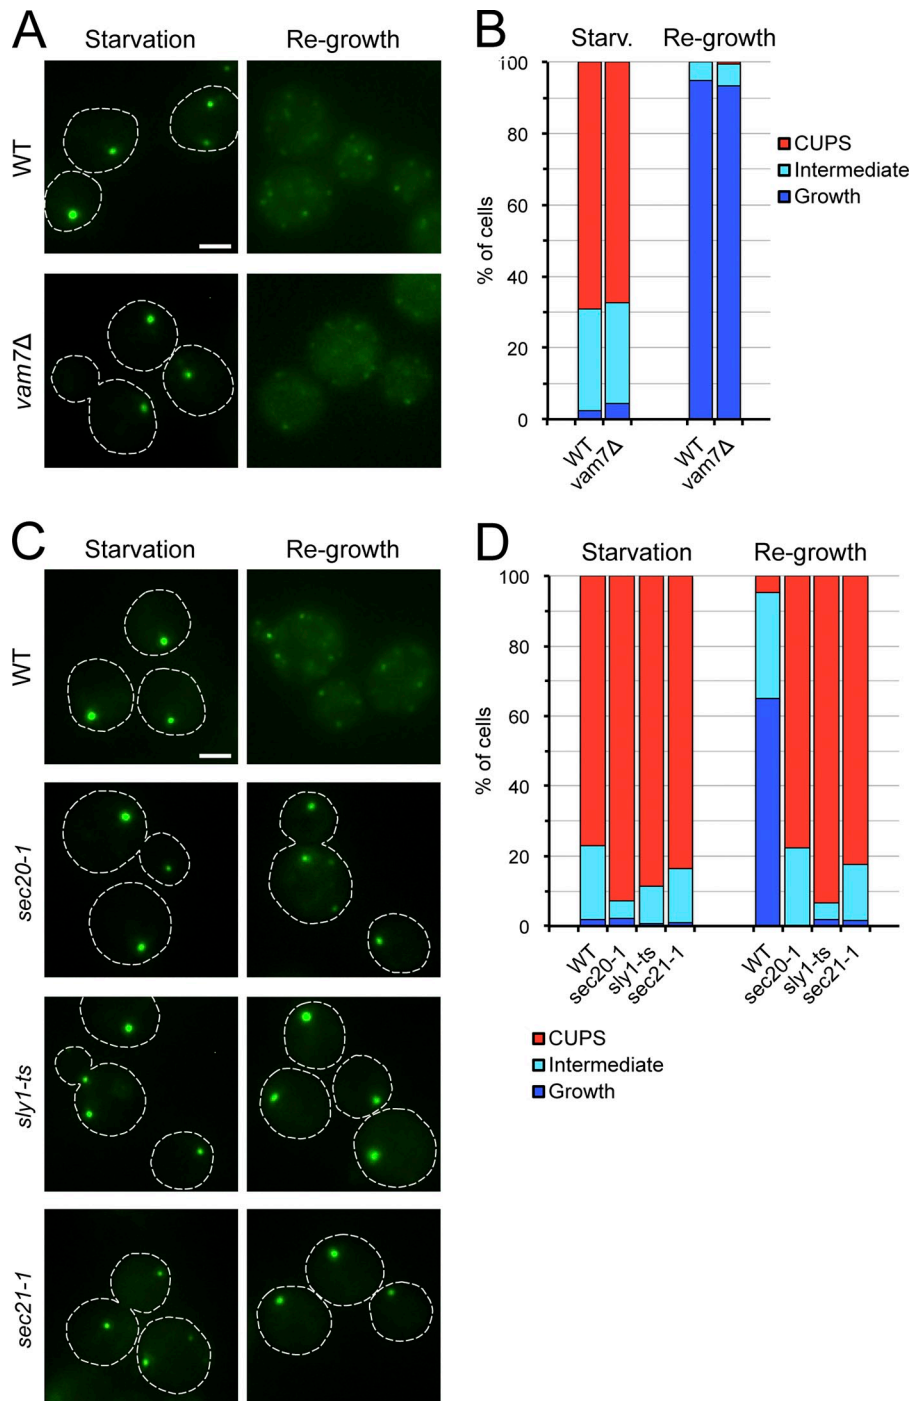 A
Starvation
Re-growth
WT
vam7Δ
B
Starv.
Re-growth
100
80
60
40
20
0
% of cells
WT
vam7Δ
WT
vam7Δ
CUPS
Intermediate
Growth
C
Starvation
Re-growth
WT
sec20-1
sly1-ts
sec21-1
D
Starvation
Re-growth
100
80
60
40
20
0
% of cells
WT
sec20-1
sly1-ts
sec21-1
WT
sec20-1
sly1-ts
sec21-1
CUPS
Intermediate
Growth